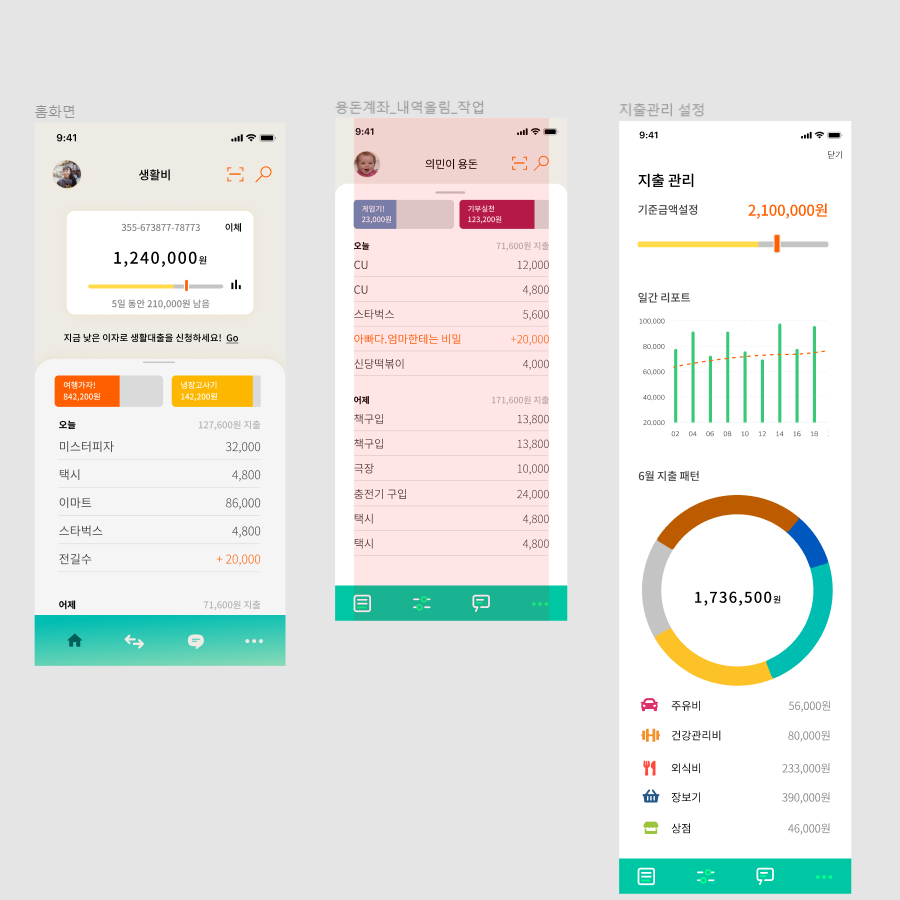 홈화면
9:41
생활비
355-673877-78773 이체
1,240,000원
5일 동안 210,000원 남음
지금 낮은 이자로 생활대출을 신청하세요! Go
여행가자!
842,200원
냉장고사기
142,200원
오늘 127,600원 지출
미스터피자 32,000
택시 4,800
이마트 86,000
스타벅스 4,800
전길수 + 20,000
어제 71,600원 지출
용돈계좌_내역올림_작업
9:41
의민이 용돈
게임기!
23,000원
기부실천
123,200원
오늘 71,600원 지출
CU 12,000
CU 4,800
스타벅스 5,600
아빠다.엄마한테는 비밀 +20,000
신당떡볶이 4,000
어제 171,600원 지출
책구입 13,800
책구입 13,800
극장 10,000
충전기 구입 24,000
택시 4,800
택시 4,800
지출관리 설정
9:41
닫기
지출 관리
기준금액설정 2,100,000원
일간 리포트
100,000
80,000
60,000
40,000
20,000
02 04 06 08 10 12 14 16 18
6월 지출 패턴
1,736,500원
주유비 56,000원
건강관리비 80,000원
외식비 233,000원
장보기 390,000원
상점 46,000원